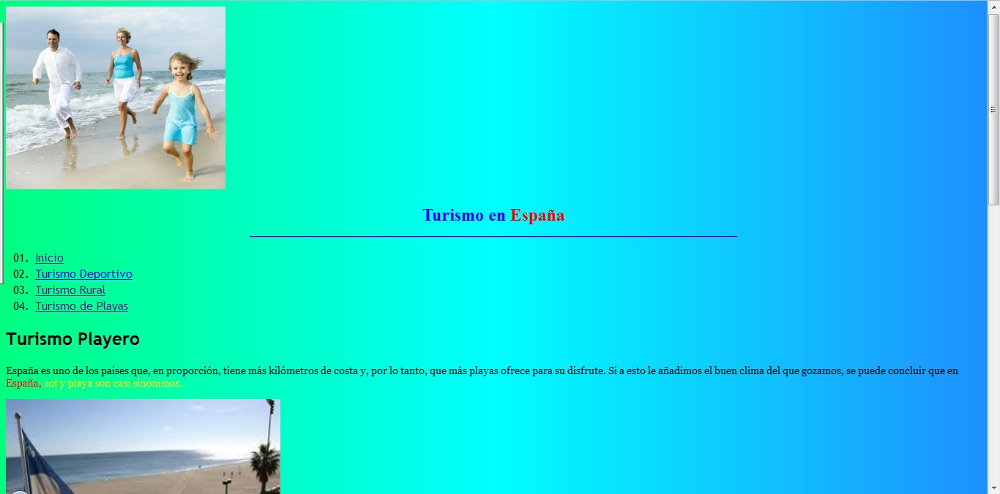 Turismo en España
01. Inicio
02. Turismo Deportivo
03. Turismo Rural
04. Turismo de Playas
Turismo Playero
España es uno de los paises que, en proporción, tiene más kilómetros de costa y, por lo tanto, que más playas ofrece para su disfrute. Si a esto le añadimos el buen clima del que gozamos, se puede concluir que en
España, sol y playa son casi sinónimos.